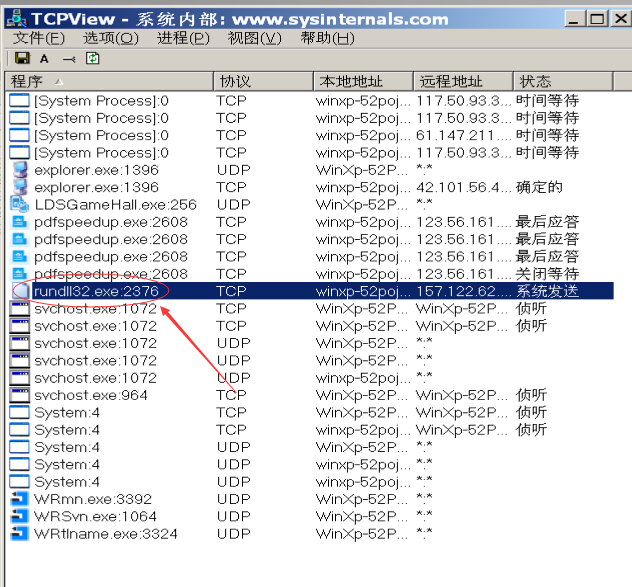 TCPView - 系统内部: www.sysinternals.com
文件(F) 选项(O) 进程(P) 视图(V) 帮助(H)
A
程序 协议 本地地址 远程地址 状态
[System Process]:0 TCP winxp-52poj... 117.50.93.3... 时间等待
[System Process]:0 TCP winxp-52poj... 117.50.93.3... 时间等待
[System Process]:0 TCP winxp-52poj... 61.147.211.... 时间等待
[System Process]:0 TCP winxp-52poj... 117.50.93.3... 时间等待
explorer.exe:1396 UDP WinXp-52P... *:*
explorer.exe:1396 TCP winxp-52poj... 42.101.56.4... 确定的
LDSGameHall.exe:256 UDP WinXp-52P... *:*
pdfspeedup.exe:2608 TCP winxp-52poj... 123.56.161.... 最后应答
pdfspeedup.exe:2608 TCP winxp-52poj... 123.56.161.... 最后应答
pdfspeedup.exe:2608 TCP winxp-52poj... 123.56.161.... 最后应答
pdfspeedup.exe:2608 TCP winxp-52poj... 123.56.161.... 关闭等待
rundll32.exe:2376 TCP winxp-52poj... 157.122.62.... 系统发送
svchost.exe:1072 TCP WinXp-52P... WinXp-52P... 侦听
svchost.exe:1072 TCP WinXp-52P... WinXp-52P... 侦听
svchost.exe:1072 UDP WinXp-52P... *:*
svchost.exe:1072 UDP WinXp-52P... *:*
svchost.exe:1072 UDP winxp-52poj... *:*
svchost.exe:964 TCP WinXp-52P... WinXp-52P... 侦听
System:4 TCP WinXp-52P... WinXp-52P... 侦听
System:4 TCP winxp-52poj... WinXp-52P... 侦听
System:4 UDP WinXp-52P... *:*
System:4 UDP winxp-52poj... *:*
System:4 UDP winxp-52poj... *:*
WRmn.exe:3392 UDP WinXp-52P... *:*
WRSvn.exe:1064 UDP WinXp-52P... *:*
WRtlname.exe:3324 UDP WinXp-52P... *:*